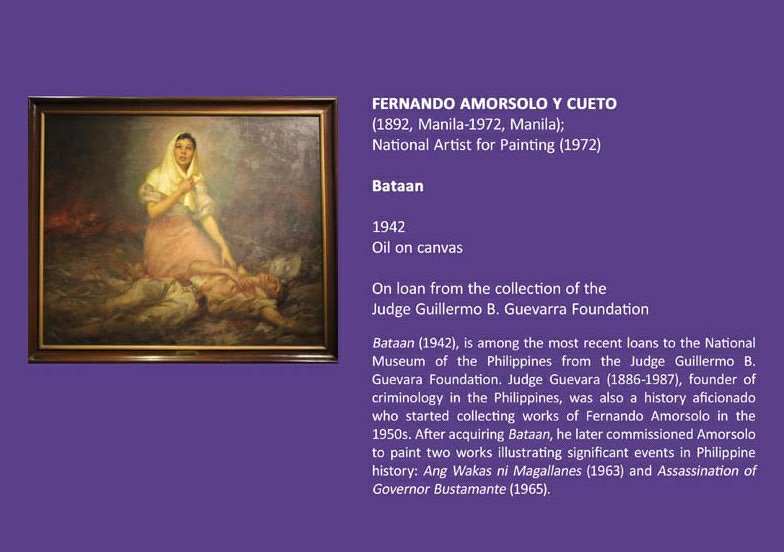 FERNANDO AMORSOLO Y CUETO
(1892, Manila-1972, Manila);
National Artist for Painting (1972)
Bataan
1942
Oil on canvas
On loan from the collection of the
Judge Guillermo B. Guevarra Foundation
Bataan (1942), is among the most recent loans to the National
Museum of the Philippines from the Judge Guillermo B.
Guevara Foundation. Judge Guevara (1886-1987), founder of
criminology in the Philippines, was also a history aficionado
who started collecting works of Fernando Amorsolo in the
1950s. After acquiring Bataan, he later commissioned Amorsolo
to paint two works illustrating significant events in Philippine
history: Ang Wakas ni Magallanes (1963) and Assassination of
Governor Bustamante (1965).